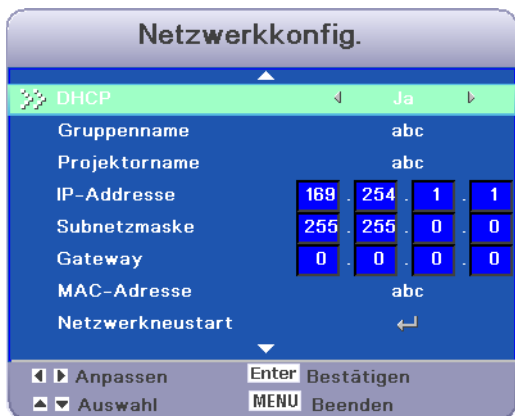 Netzwerkkonfig.
DHCP Ja
Gruppenname abc
Projektorname abc
IP-Addresse 169 . 254 . 1 . 1
Subnetzmaske 255 . 255 . 0 . 0
Gateway 0 . 0 . 0 . 0
MAC-Adresse abc
Netzwerkneustart
Anpassen Enter Bestätigen
Auswahl MENU Beenden